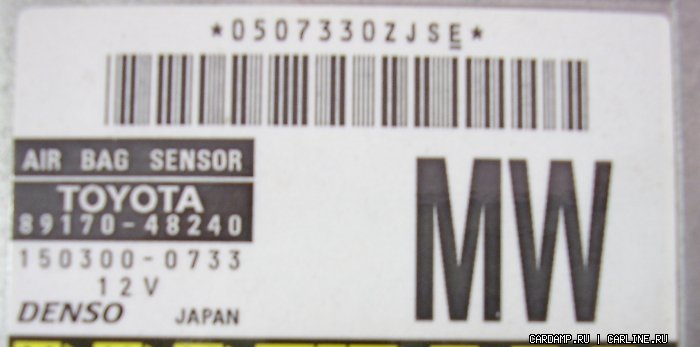 *0507330ZJSE*
AIR BAG SENSOR
TOYOTA
89170-48240
150300-0733
12V
DENSO JAPAN
MW
CARDAMP.RU | CARLINE.RU